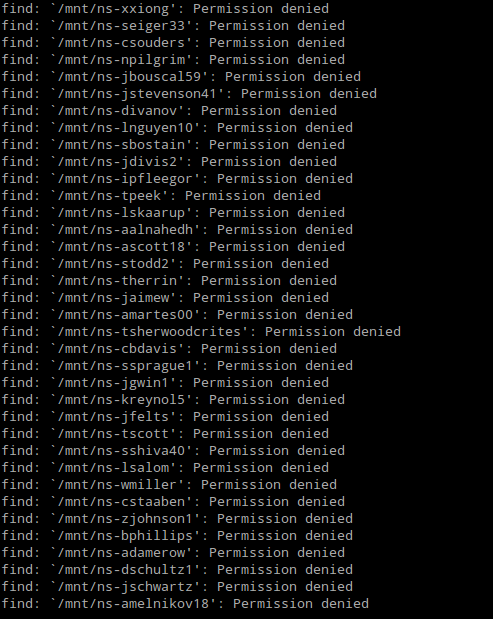 find: `/mnt/ns-xxiong': Permission denied
find: `/mnt/ns-seiger33': Permission denied
find: `/mnt/ns-csouders': Permission denied
find: `/mnt/ns-npilgrim': Permission denied
find: `/mnt/ns-jbouscal59': Permission denied
find: `/mnt/ns-jstevenson41': Permission denied
find: `/mnt/ns-divanov': Permission denied
find: `/mnt/ns-lnguyen10': Permission denied
find: `/mnt/ns-sbostain': Permission denied
find: `/mnt/ns-jdivis2': Permission denied
find: `/mnt/ns-ipfleegor': Permission denied
find: `/mnt/ns-tpeek': Permission denied
find: `/mnt/ns-lskaarup': Permission denied
find: `/mnt/ns-aalnahedh': Permission denied
find: `/mnt/ns-ascott18': Permission denied
find: `/mnt/ns-stodd2': Permission denied
find: `/mnt/ns-therrin': Permission denied
find: `/mnt/ns-jaimew': Permission denied
find: `/mnt/ns-amartes00': Permission denied
find: `/mnt/ns-tsherwoodcrites': Permission denied
find: `/mnt/ns-cbdavis': Permission denied
find: `/mnt/ns-ssprague1': Permission denied
find: `/mnt/ns-jgwin1': Permission denied
find: `/mnt/ns-kreynol5': Permission denied
find: `/mnt/ns-jfelts': Permission denied
find: `/mnt/ns-tscott': Permission denied
find: `/mnt/ns-sshiva40': Permission denied
find: `/mnt/ns-lsalom': Permission denied
find: `/mnt/ns-wmiller': Permission denied
find: `/mnt/ns-cstaaben': Permission denied
find: `/mnt/ns-zjohnson1': Permission denied
find: `/mnt/ns-bphillips': Permission denied
find: `/mnt/ns-adamerow': Permission denied
find: `/mnt/ns-dschultz1': Permission denied
find: `/mnt/ns-jschwartz': Permission denied
find: `/mnt/ns-amelnikov18': Permission denied